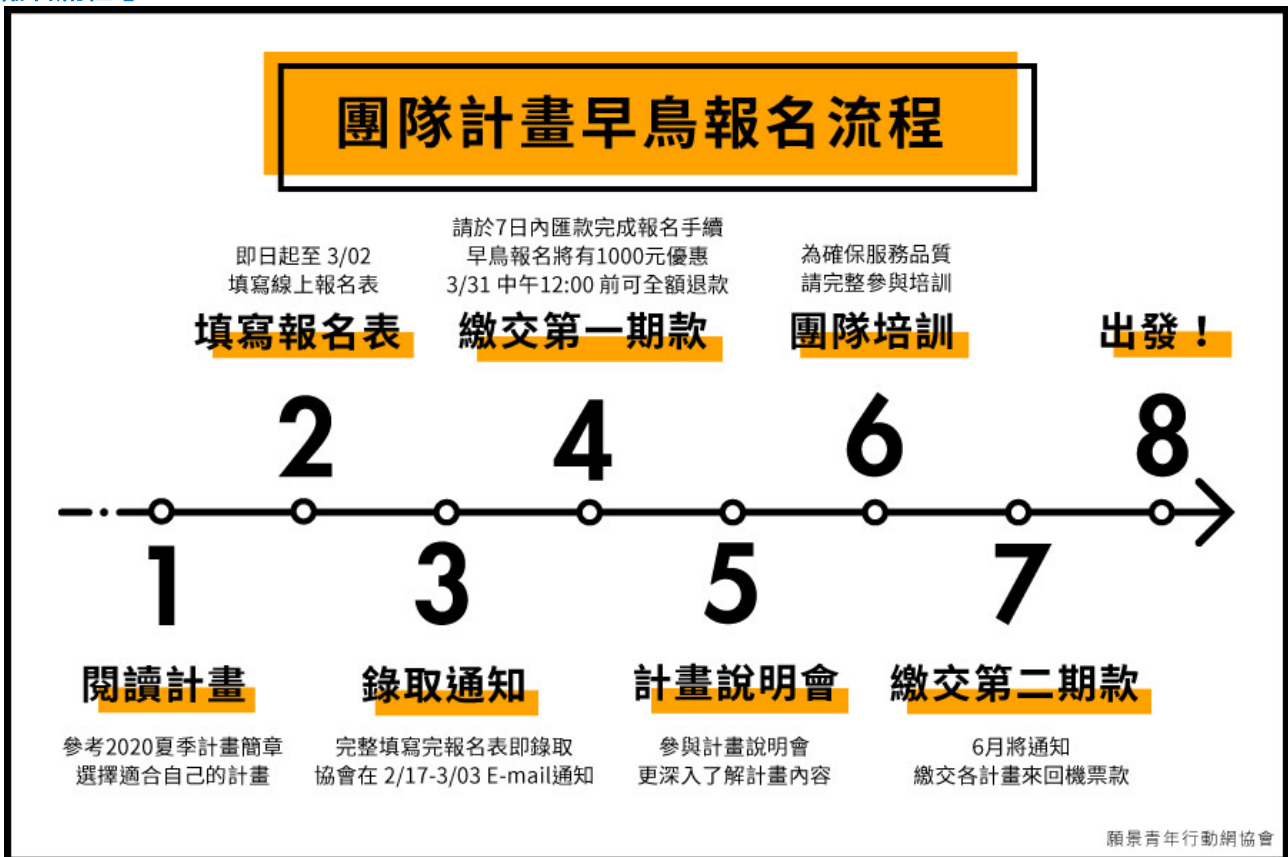 團隊計畫早鳥報名流程
1
閱讀計畫
參考2020夏季計畫簡章
選擇適合自己的計畫
即日起至 3/02
填寫線上報名表
填寫報名表
2
3
錄取通知
完整填寫完報名表即錄取
協會在 2/17-3/03 E-mail通知
請於7日內匯款完成報名手續
早鳥報名將有1000元優惠
3/31 中午12:00 前可全額退款
繳交第一期款
4
5
計畫說明會
參與計畫說明會
更深入了解計畫內容
為確保服務品質
請完整參與培訓
團隊培訓
6
7
繳交第二期款
6月將通知
繳交各計畫來回機票款
出發！
8
願景青年行動網協會